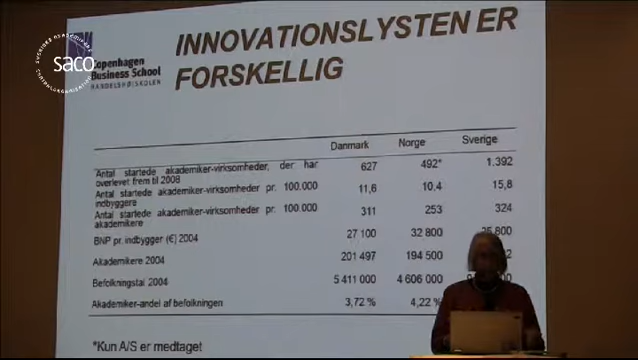 INNOVATIONSLYSTEN ER
FORSKELLIG
saco
Copenhagen
Business School
HANDELSHØJSKOLEN
Danmark Norge Sverige
Antal startede akademiker-virksomheder, der har
overlevet frem til 2008 627 492* 1.392
Antal startede akademiker-virksomheder pr. 100.000
indbyggere 11,6 10,4 15,8
Antal startede akademiker-virksomheder pr. 100.000
akademikere 311 253 324
BNP pr. indbygger (€) 2004 27 100 32 800
Akademikere 2004 201 497 194 500
Befolkningstal 2004 5 411 000 4 606 000
Akademiker-andel af befolkningen 3,72 % 4,22 %
*Kun A/S er medtaget